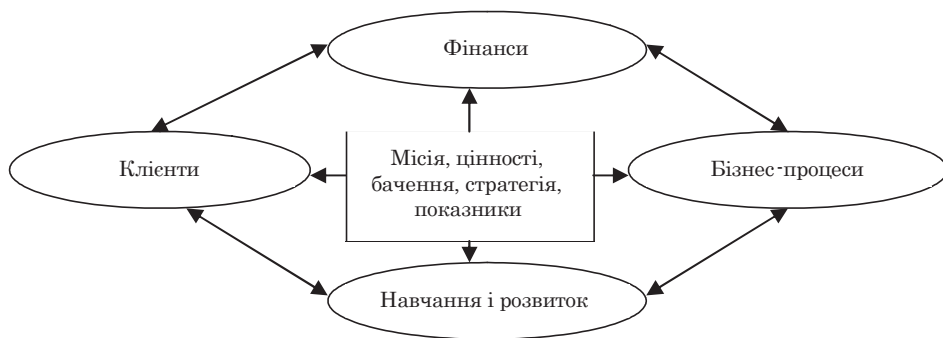 Фінанси
Клієнти
Місія, цінності,
бачення, стратегія,
показники
Бізнес-процеси
Навчання і розвиток